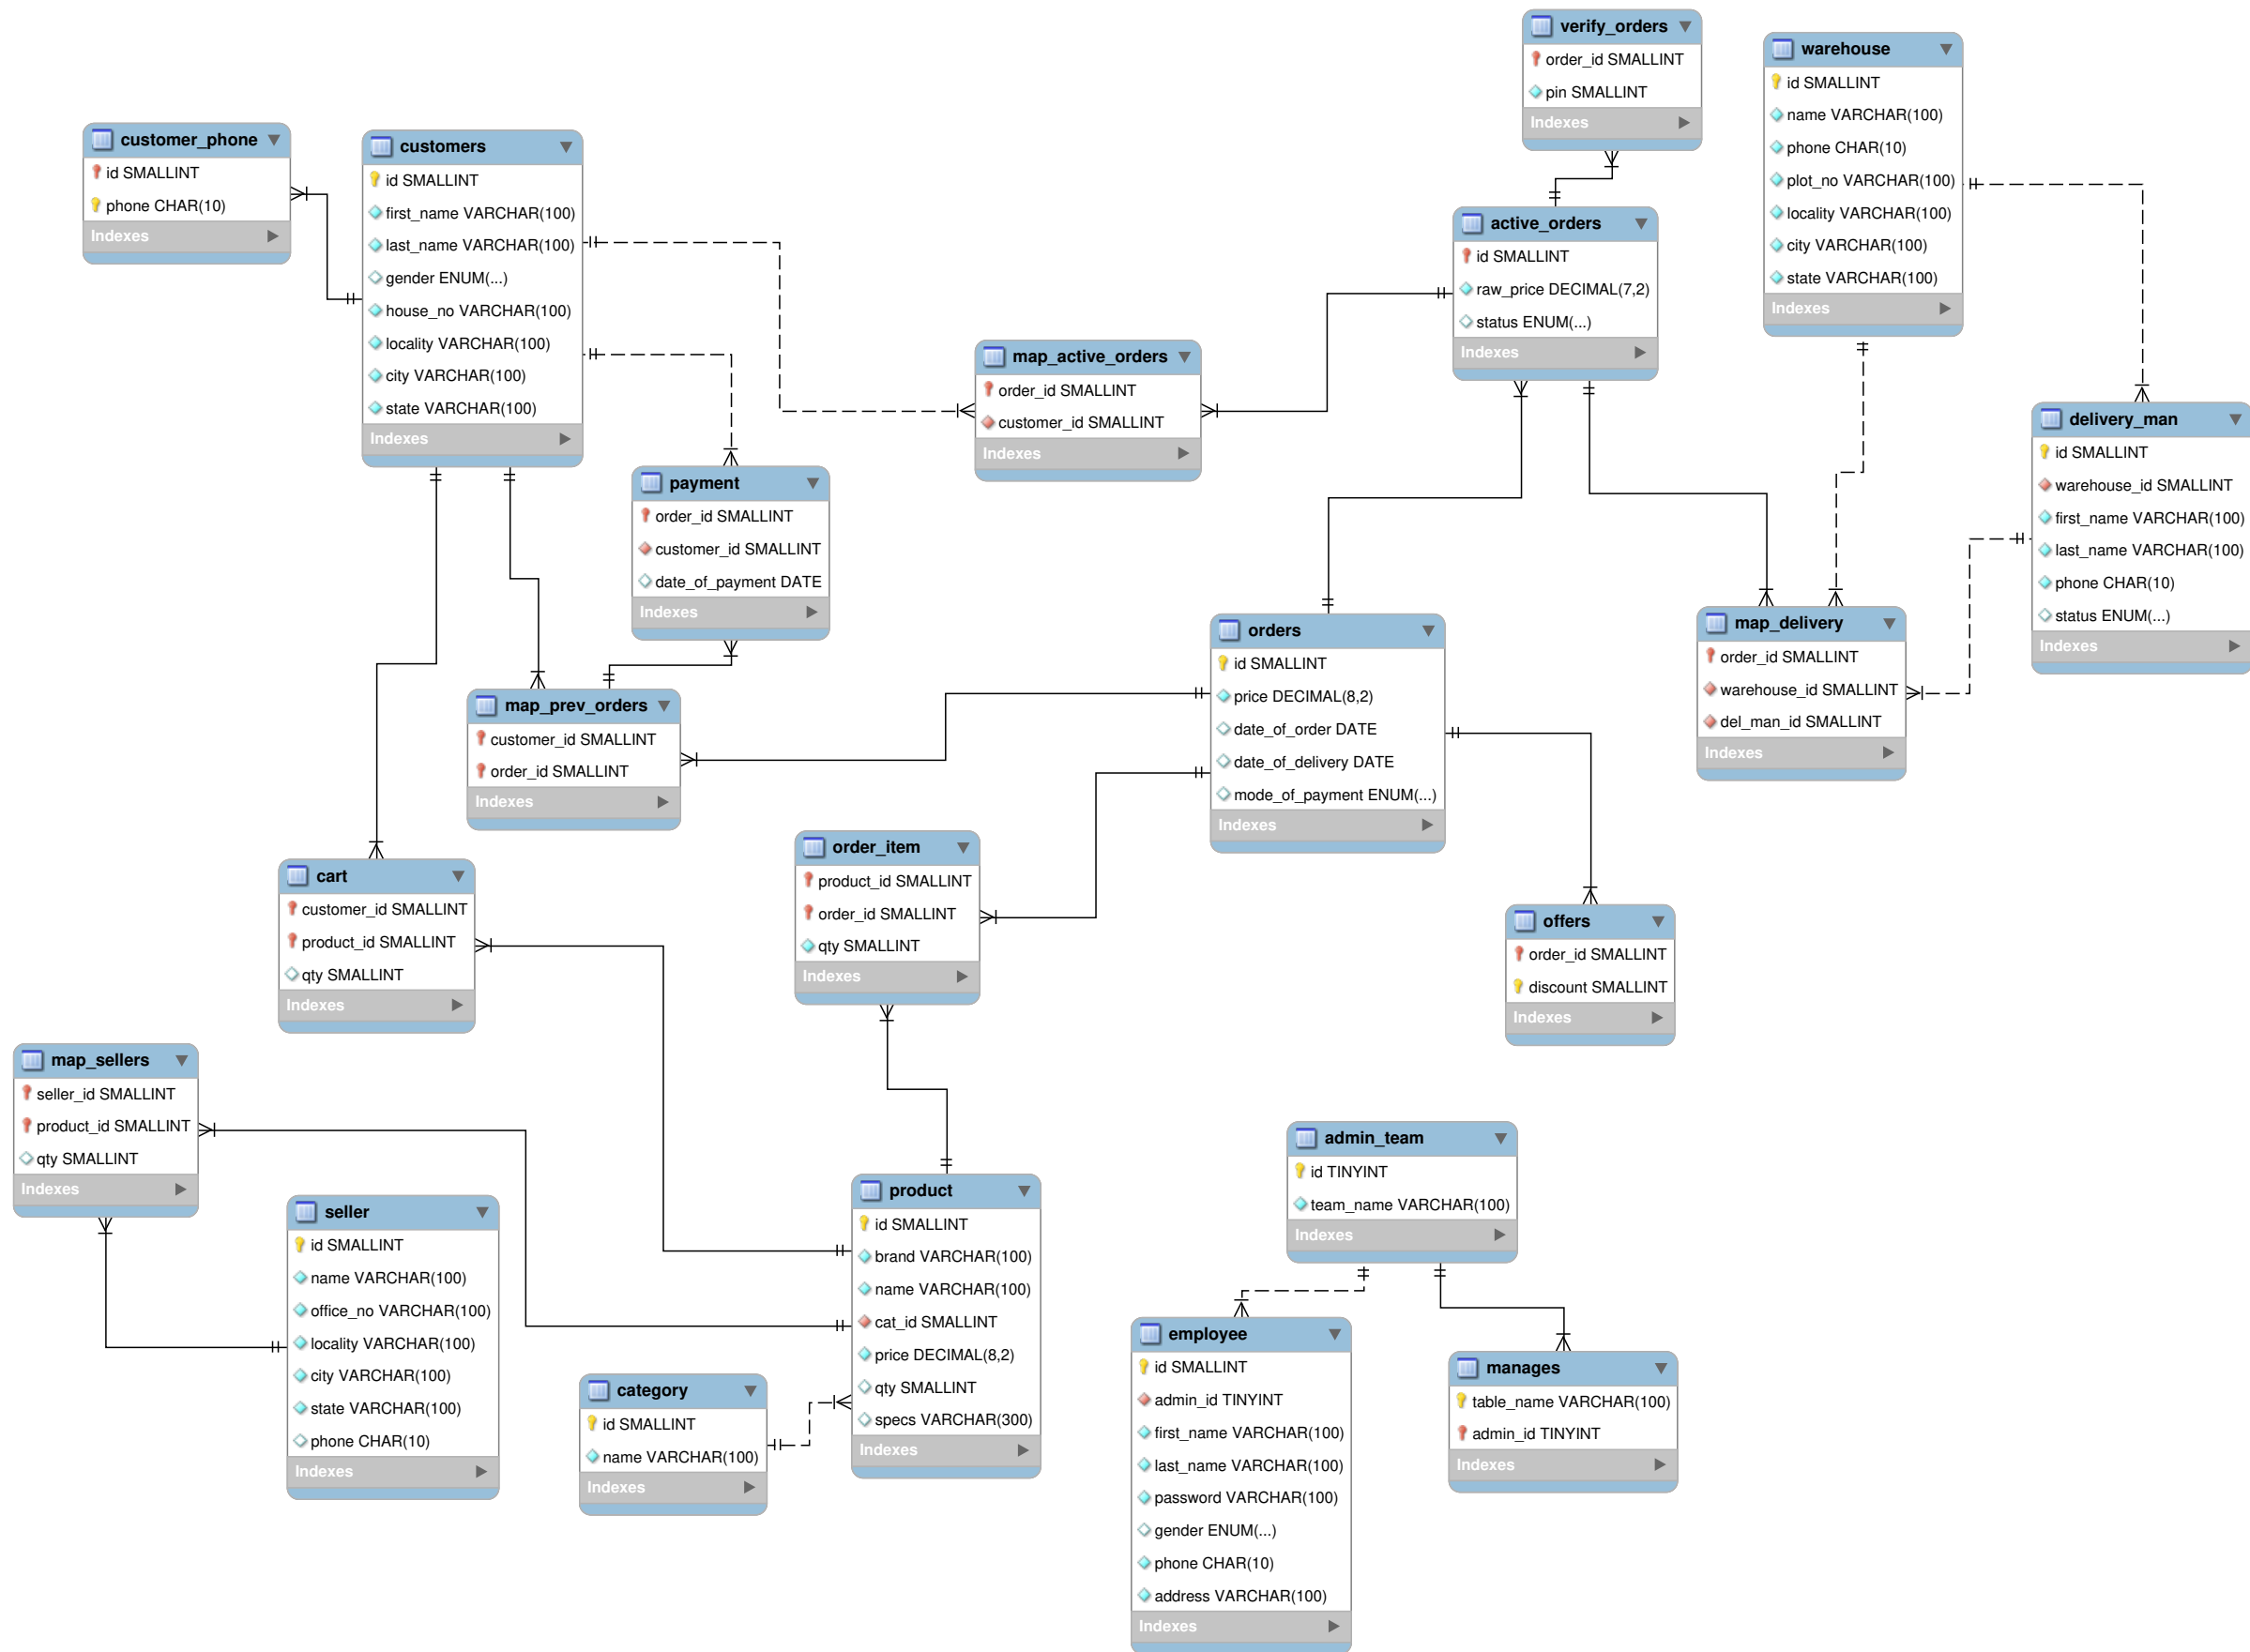 verify_orders
order_id SMALLINT
pin SMALLINT
Indexes
warehouse
id SMALLINT
name VARCHAR(100)
phone CHAR(10)
plot_no VARCHAR(100)
locality VARCHAR(100)
city VARCHAR(100)
state VARCHAR(100)
Indexes
customer_phone
id SMALLINT
phone CHAR(10)
Indexes
customers
id SMALLINT
first_name VARCHAR(100)
last_name VARCHAR(100)
gender ENUM(...)
house_no VARCHAR(100)
locality VARCHAR(100)
city VARCHAR(100)
state VARCHAR(100)
Indexes
active_orders
id SMALLINT
raw_price DECIMAL(7,2)
status ENUM(...)
Indexes
map_active_orders
order_id SMALLINT
customer_id SMALLINT
Indexes
delivery_man
id SMALLINT
warehouse_id SMALLINT
first_name VARCHAR(100)
last_name VARCHAR(100)
phone CHAR(10)
status ENUM(...)
Indexes
payment
order_id SMALLINT
customer_id SMALLINT
date_of_payment DATE
Indexes
map_delivery
order_id SMALLINT
warehouse_id SMALLINT
del_man_id SMALLINT
Indexes
orders
id SMALLINT
price DECIMAL(8,2)
date_of_order DATE
date_of_delivery DATE
mode_of_payment ENUM(...)
Indexes
map_prev_orders
customer_id SMALLINT
order_id SMALLINT
Indexes
order_item
product_id SMALLINT
order_id SMALLINT
qty SMALLINT
Indexes
cart
customer_id SMALLINT
product_id SMALLINT
qty SMALLINT
Indexes
offers
order_id SMALLINT
discount SMALLINT
Indexes
map_sellers
seller_id SMALLINT
product_id SMALLINT
qty SMALLINT
Indexes
seller
id SMALLINT
name VARCHAR(100)
office_no VARCHAR(100)
locality VARCHAR(100)
city VARCHAR(100)
state VARCHAR(100)
phone CHAR(10)
Indexes
product
id SMALLINT
brand VARCHAR(100)
name VARCHAR(100)
cat_id SMALLINT
price DECIMAL(8,2)
qty SMALLINT
specs VARCHAR(300)
Indexes
category
id SMALLINT
name VARCHAR(100)
Indexes
admin_team
id TINYINT
team_name VARCHAR(100)
Indexes
employee
id SMALLINT
admin_id TINYINT
first_name VARCHAR(100)
last_name VARCHAR(100)
password VARCHAR(100)
gender ENUM(...)
phone CHAR(10)
address VARCHAR(100)
Indexes
manages
table_name VARCHAR(100)
admin_id TINYINT
Indexes